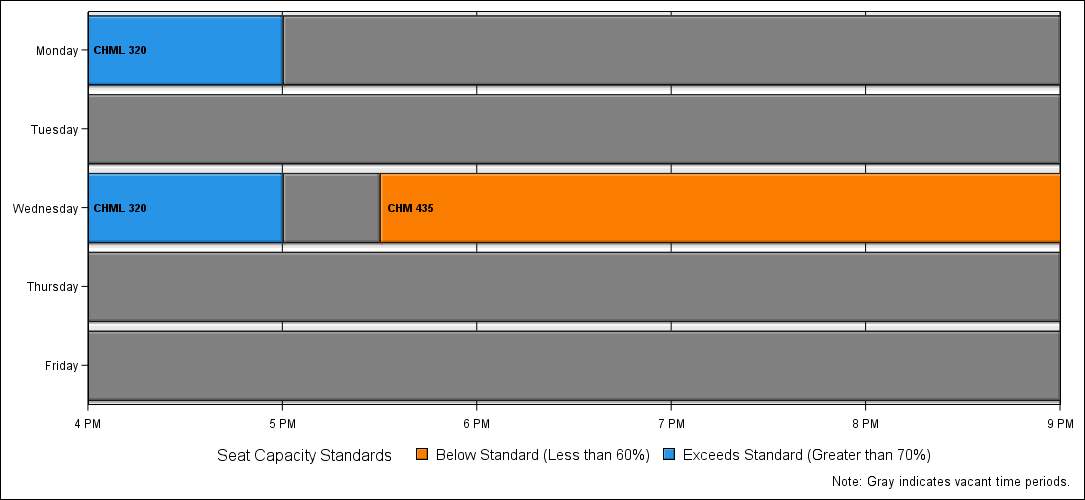 Monday CHML 320
Tuesday
Wednesday CHML 320 CHM 435
Thursday
Friday
4 PM 5 PM 6 PM 7 PM 8 PM 9 PM
Seat Capacity Standards Below Standard (Less than 60%) Exceeds Standard (Greater than 70%)
Note: Gray indicates vacant time periods.